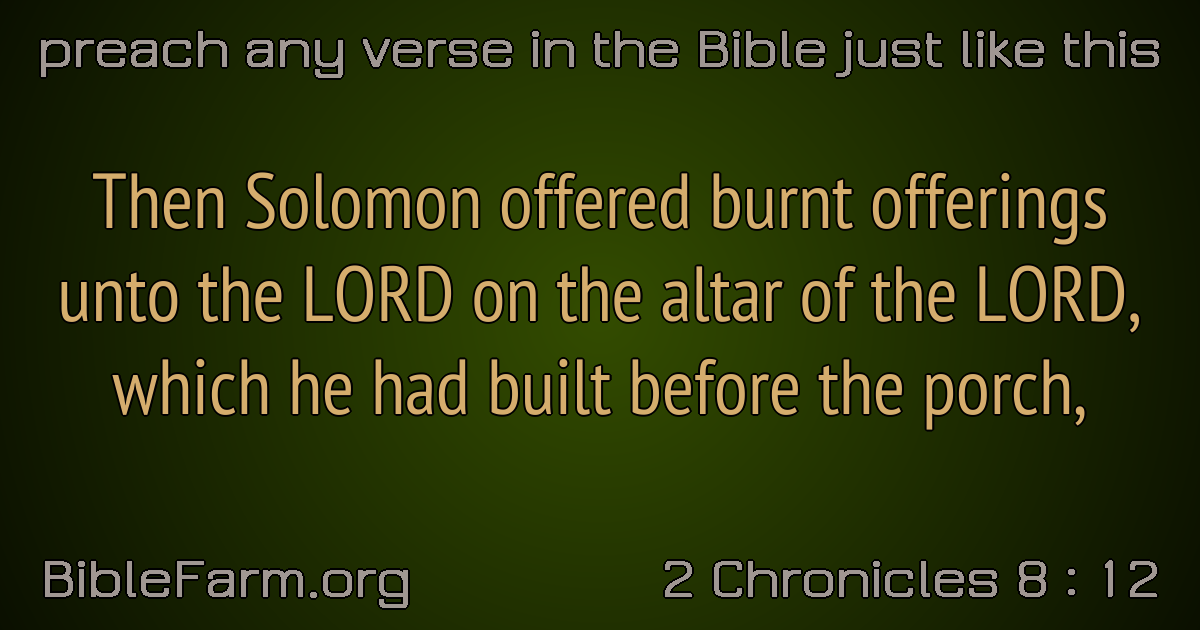 preach any verse in the Bible just like this
Then Solomon offered burnt offerings
unto the LORD on the altar of the LORD,
which he had built before the porch,
BibleFarm.org
2 Chronicles 8 : 12